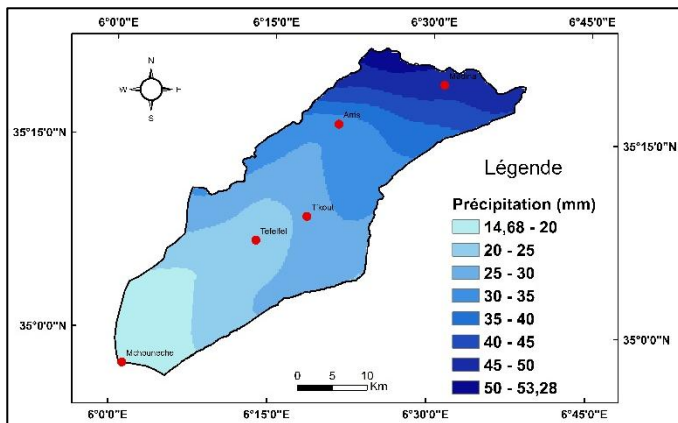 6°0'0"E 6°15'0"E 6°30'0"E 6°45'0"E
N
W E
S
Medina
Arris
35°15'0"N 35°15'0"N
Légende
Précipitation (mm)
14,68 - 20
20 - 25
25 - 30
30 - 35
35 - 40
40 - 45
45 - 50
50 - 53,28
T'kout
Tefelfel
35°0'0"N 35°0'0"N
Mchouneche
0 5 10
Km
6°0'0"E 6°15'0"E 6°30'0"E 6°45'0"E